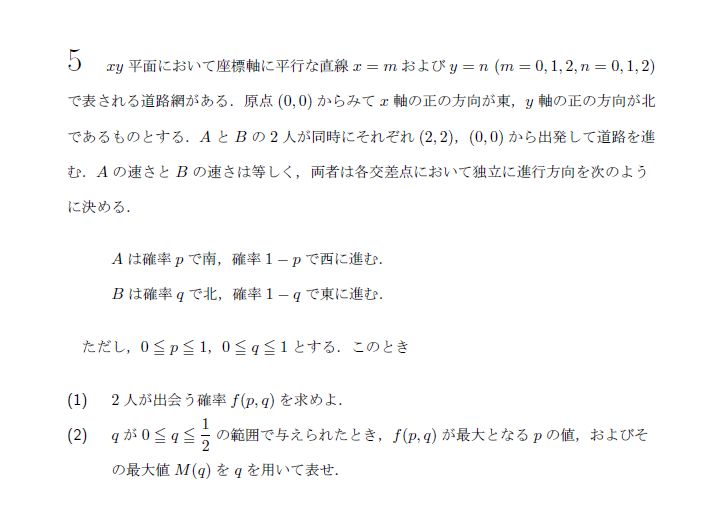 5 xy 平面において座標軸に平行な直線 x = m および y = n (m = 0, 1, 2, n = 0, 1, 2)
で表される道路網がある．原点 (0, 0) からみて x 軸の正の方向が東，y 軸の正の方向が北
であるものとする．A と B の 2 人が同時にそれぞれ (2, 2)，(0, 0) から出発して道路を進
む．A の速さと B の速さは等しく，両者は各交差点において独立に進行方向を次のよう
に決める．
A は確率 p で南，確率 1 − p で西に進む．
B は確率 q で北，確率 1 − q で東に進む．
ただし，0 ≦ p ≦ 1，0 ≦ q ≦ 1 とする．このとき
(1) 2 人が出会う確率 f(p, q) を求めよ．
(2) q が 0 ≦ q ≦ 1/2 の範囲で与えられたとき，f(p, q) が最大となる p の値，およびそ
の最大値 M(q) を q を用いて表せ．